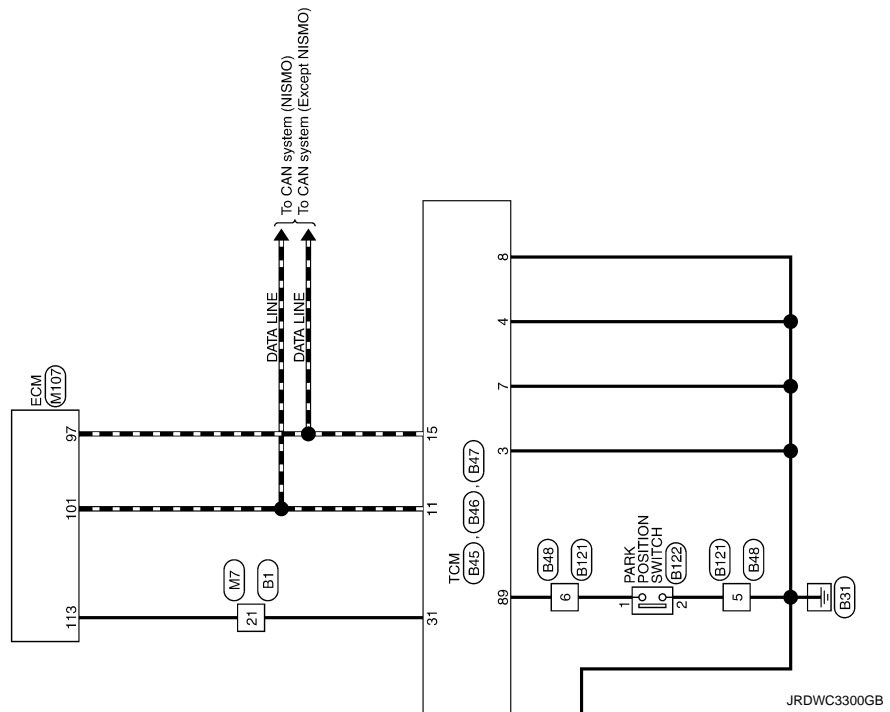 To CAN system (NISMO)
To CAN system (Except NISMO)
DATA LINE
DATA LINE
ECM
M107
97
101
113
M7
B1
21
15
11
31
TCM
B45 , B46 , B47
8
4
7
3
89
B48
B121
6
1
PARK
POSITION
SWITCH
B122
2
B121
B48
5
B31
JRDWC3300GB